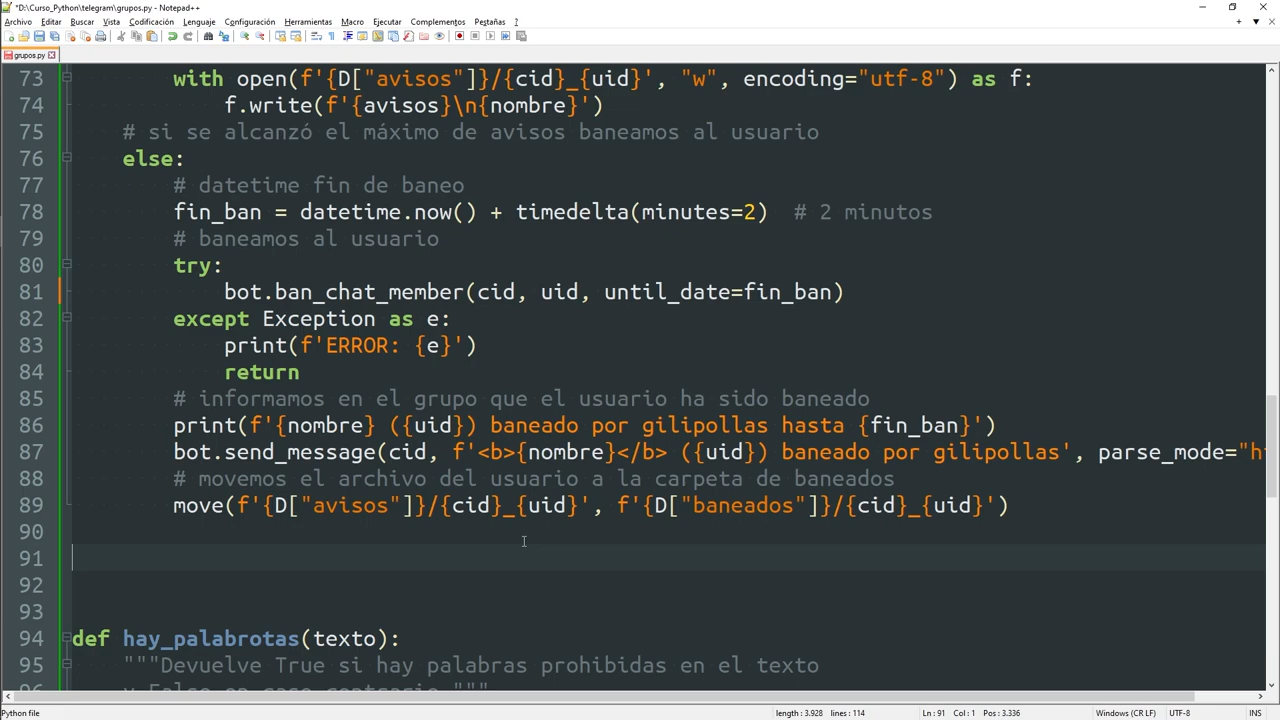 *D:\Curso_Python\telegram\grupos.py - Notepad++
Archivo Editar Buscar Vista Codificación Lenguaje Configuración Herramientas Macro Ejecutar Complementos Pestañas ?
grupos.py
73 with open(f'{D["avisos"]}/{cid}_{uid}', "w", encoding="utf-8") as f:
74 f.write(f'{avisos}\n{nombre}')
75 # si se alcanzó el máximo de avisos baneamos al usuario
76 else:
77 # datetime fin de baneo
78 fin_ban = datetime.now() + timedelta(minutes=2) # 2 minutos
79 # baneamos al usuario
80 try:
81 bot.ban_chat_member(cid, uid, until_date=fin_ban)
82 except Exception as e:
83 print(f'ERROR: {e}')
84 return
85 # informamos en el grupo que el usuario ha sido baneado
86 print(f'{nombre} ({uid}) baneado por gilipollas hasta {fin_ban}')
87 bot.send_message(cid, f'<b>{nombre}</b> ({uid}) baneado por gilipollas', parse_mode="h
88 # movemos el archivo del usuario a la carpeta de baneados
89 move(f'{D["avisos"]}/{cid}_{uid}', f'{D["baneados"]}/{cid}_{uid}')
90
91
92
93
94 def hay_palabrotas(texto):
95 """Devuelve True si hay palabras prohibidas en el texto
96 y False en caso contrario """
Python file length : 3.928 lines : 114 Ln : 91 Col : 1 Pos : 3.336 Windows (CR LF) UTF-8 INS